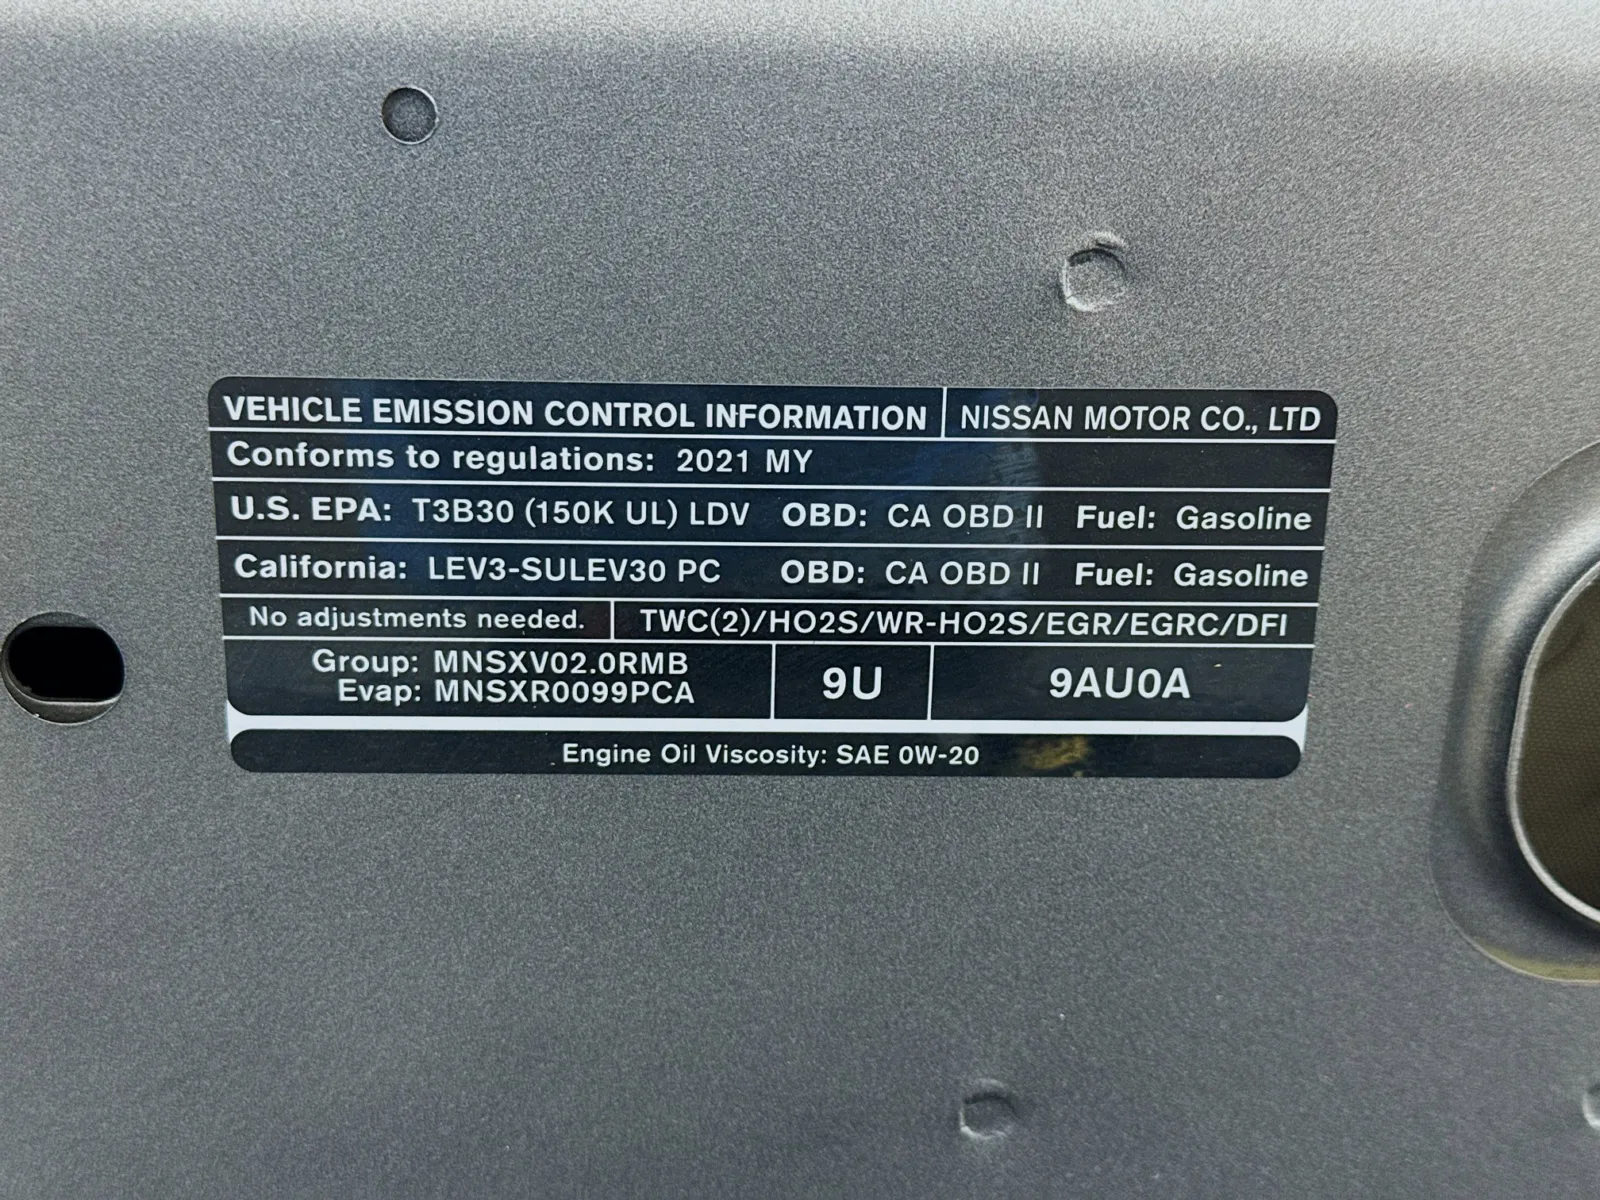 VEHICLE EMISSION CONTROL INFORMATION NISSAN MOTOR CO., LTD
Conforms to regulations: 2021 MY
U.S. EPA: T3B30 (150K UL) LDV OBD: CA OBD II Fuel: Gasoline
California: LEV3-SULEV30 PC OBD: CA OBD II Fuel: Gasoline
No adjustments needed. TWC(2)/HO2S/WR-HO2S/EGR/EGRC/DFI
Group: MNSXV02.0RMB
Evap: MNSXR0099PCA
9U
9AU0A
Engine Oil Viscosity: SAE 0W-20